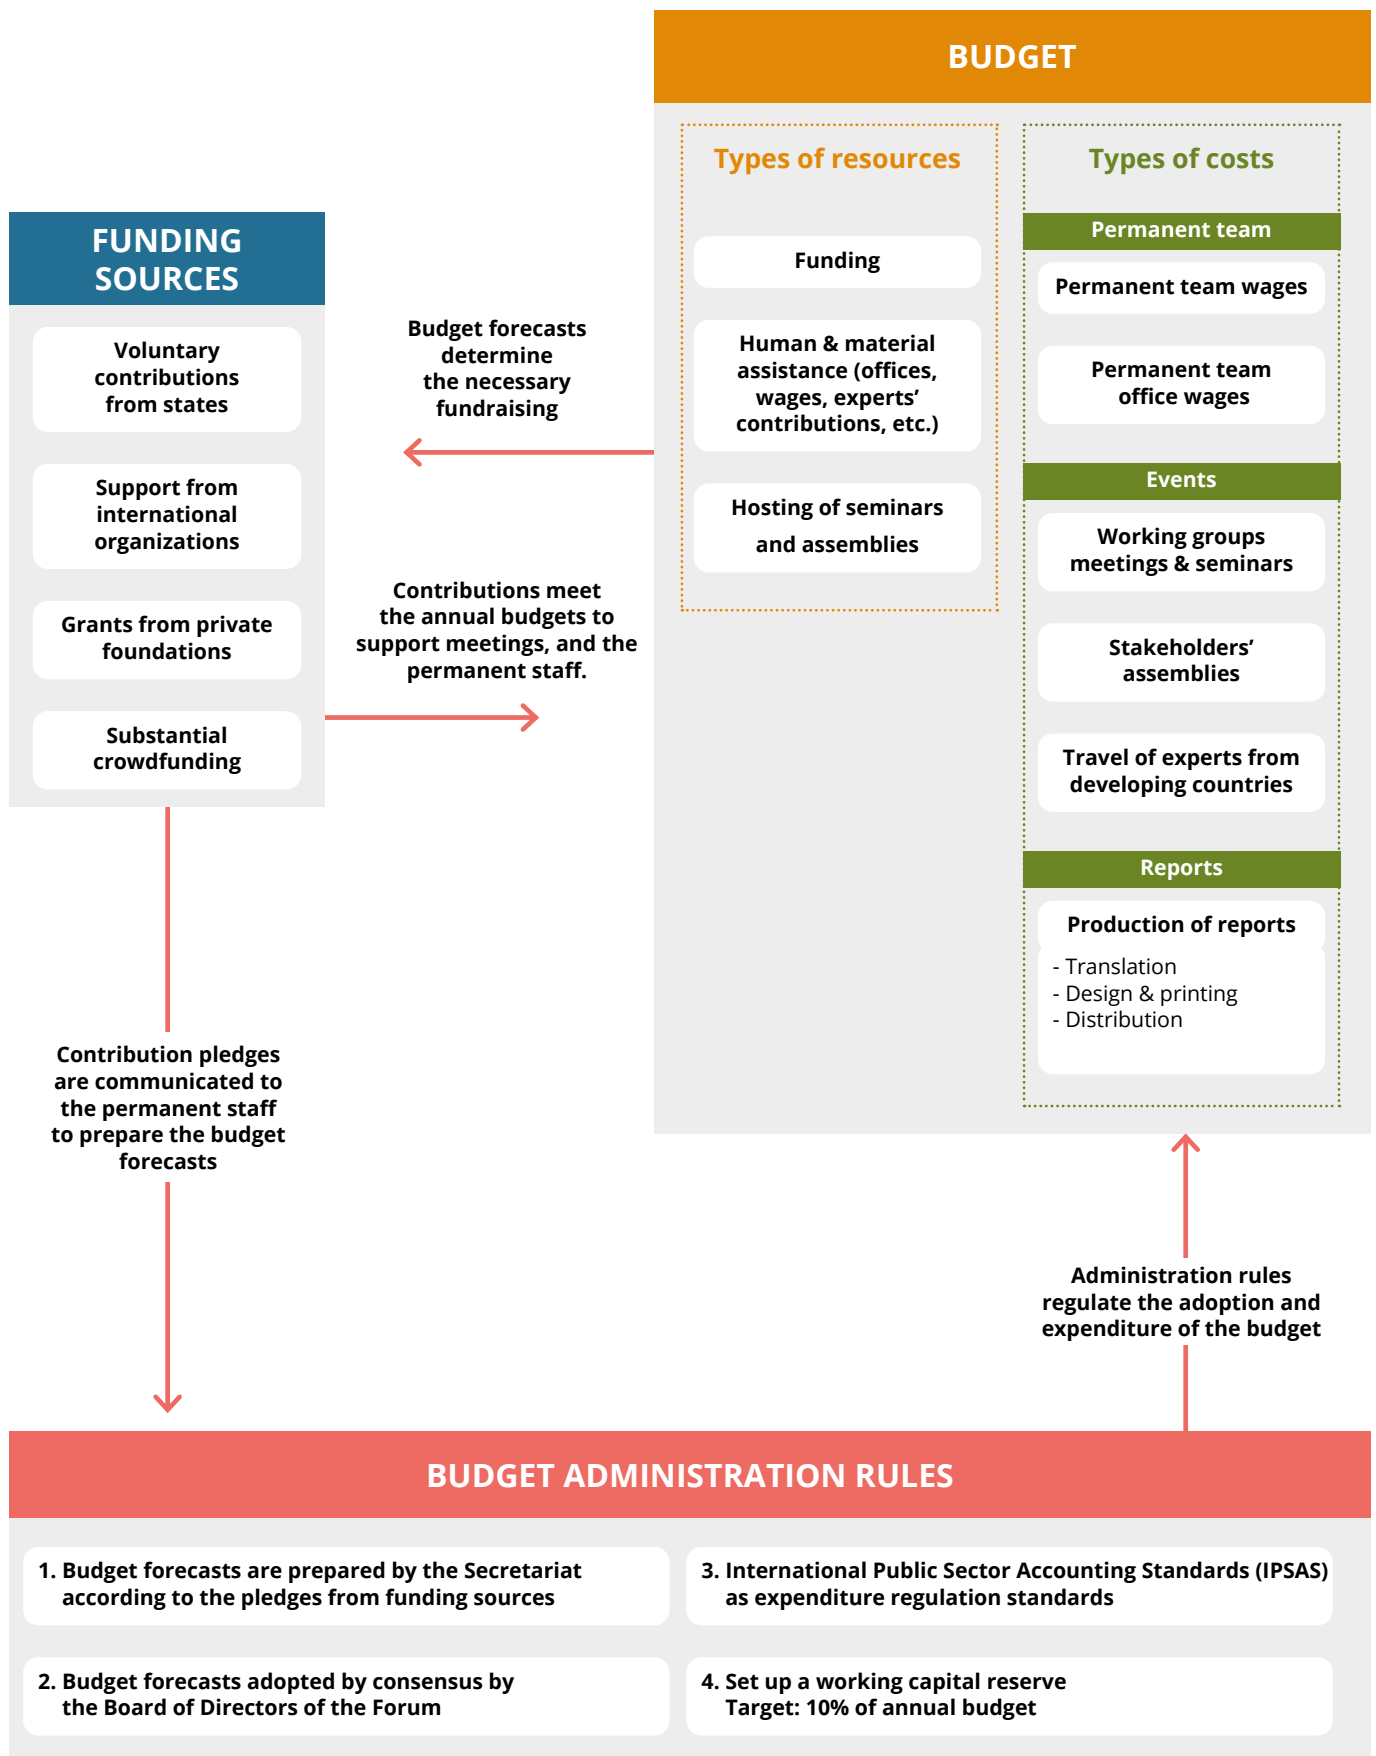 BUDGET
Types of resources
Funding
Human & material
assistance (offices,
wages, experts’
contributions, etc.)
Hosting of seminars
and assemblies
Types of costs
Permanent team
Permanent team wages
Permanent team
office wages
Events
Working groups
meetings & seminars
Stakeholders’
assemblies
Travel of experts from
developing countries
Reports
Production of reports
- Translation
- Design & printing
- Distribution
FUNDING
SOURCES
Voluntary
contributions
from states
Support from
international
organizations
Grants from private
foundations
Substantial
crowdfunding
Budget forecasts
determine
the necessary
fundraising
Contributions meet
the annual budgets to
support meetings, and the
permanent staff.
Contribution pledges
are communicated to
the permanent staff
to prepare the budget
forecasts
Administration rules
regulate the adoption and
expenditure of the budget
BUDGET ADMINISTRATION RULES
1. Budget forecasts are prepared by the Secretariat
according to the pledges from funding sources
2. Budget forecasts adopted by consensus by
the Board of Directors of the Forum
3. International Public Sector Accounting Standards (IPSAS)
as expenditure regulation standards
4. Set up a working capital reserve
Target: 10% of annual budget